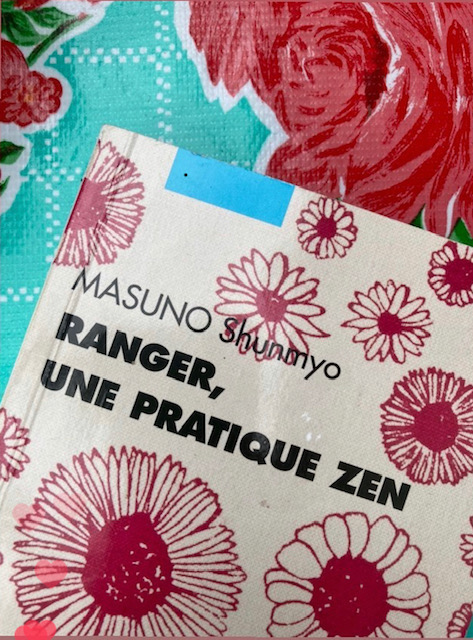 MASUNO Shunmyo
RANGER,
UNE PRATIQUE ZEN